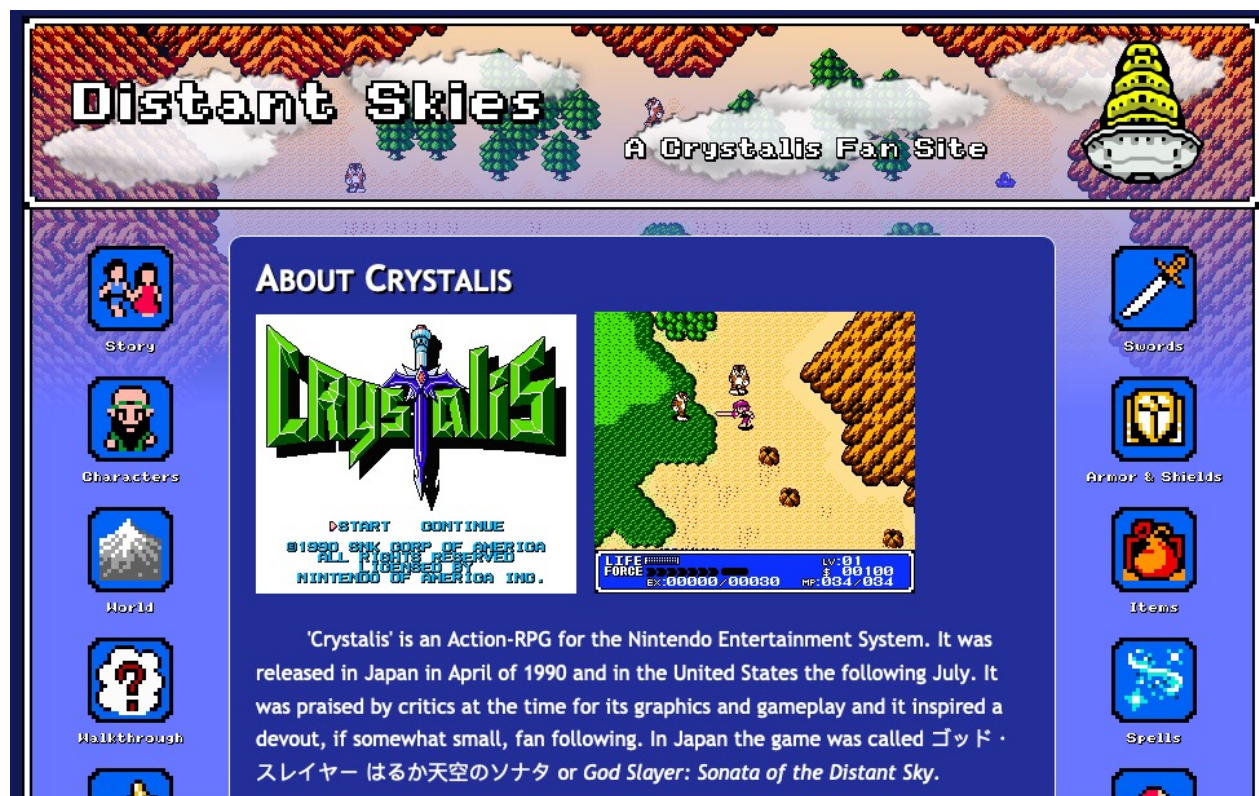 Distant Skies
A Crystalis Fan Site
Story
Characters
World
Walkthrough
About Crystalis
CRYSTALIS
START CONTINUE
©1990 SNK CORP OF AMERICA
ALL RIGHTS RESERVED
LICENSED BY
NINTENDO OF AMERICA INC.
LIFE LV:01
FORCE $ 00100
EX:00000/00030 MP:034/034
'Crystalis' is an Action-RPG for the Nintendo Entertainment System. It was
released in Japan in April of 1990 and in the United States the following July. It
was praised by critics at the time for its graphics and gameplay and it inspired a
devout, if somewhat small, fan following. In Japan the game was called ゴッド・
スレイヤー はるか天空のソナタ or God Slayer: Sonata of the Distant Sky.
Swords
Armor & Shields
Items
Spells